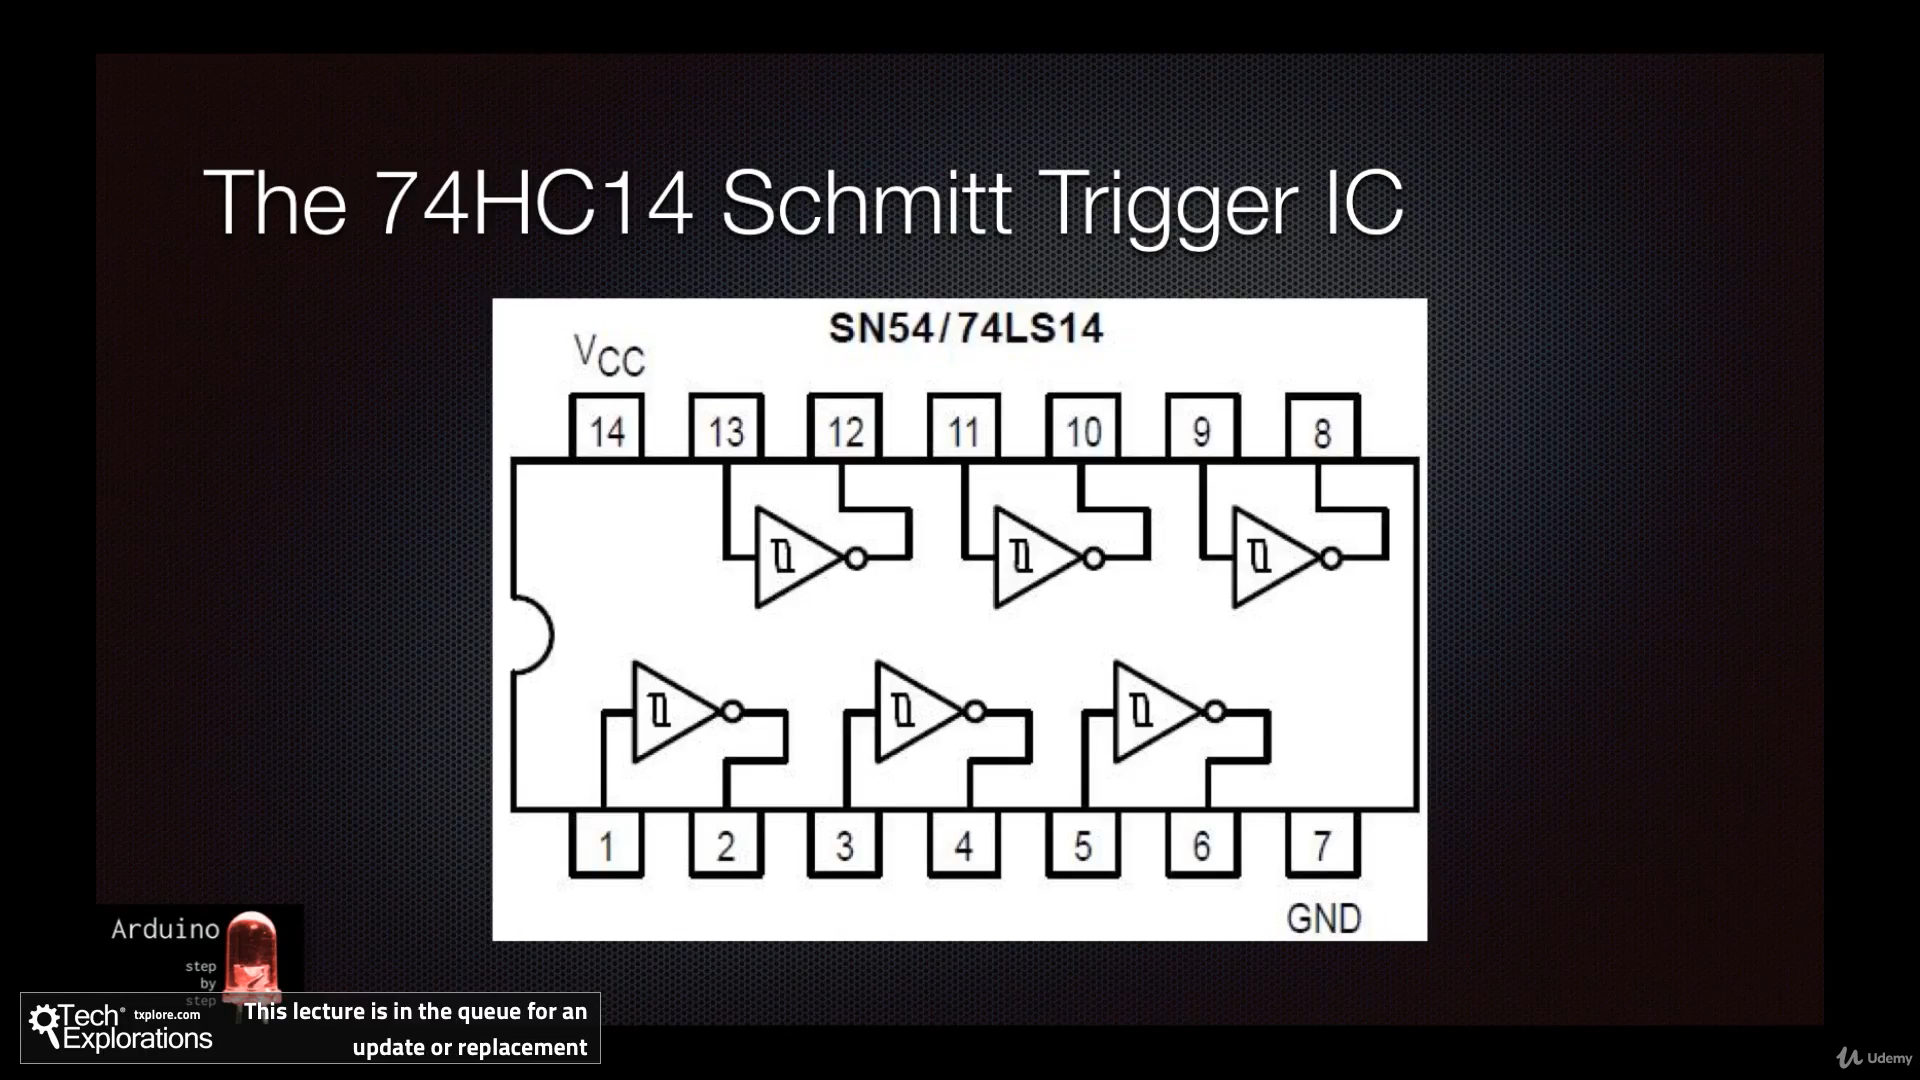 The 74HC14 Schmitt Trigger IC
SN54/74LS14
VCC
14 13 12 11 10 9 8
1 2 3 4 5 6 7
GND
Arduino
step
by
step
Tech txplore.com
Explorations
This lecture is in the queue for an
update or replacement
Udemy